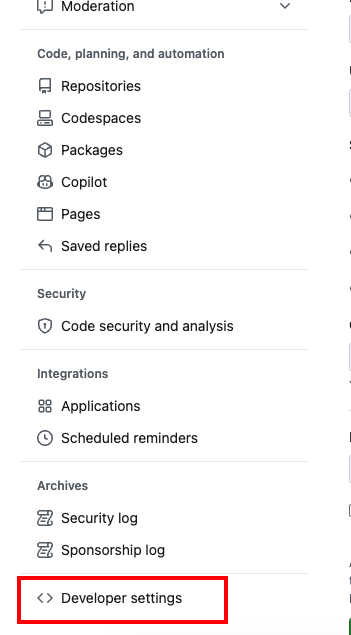 Moderation
Code, planning, and automation
Repositories
Codespaces
Packages
Copilot
Pages
Saved replies
Security
Code security and analysis
Integrations
Applications
Scheduled reminders
Archives
Security log
Sponsorship log
Developer settings